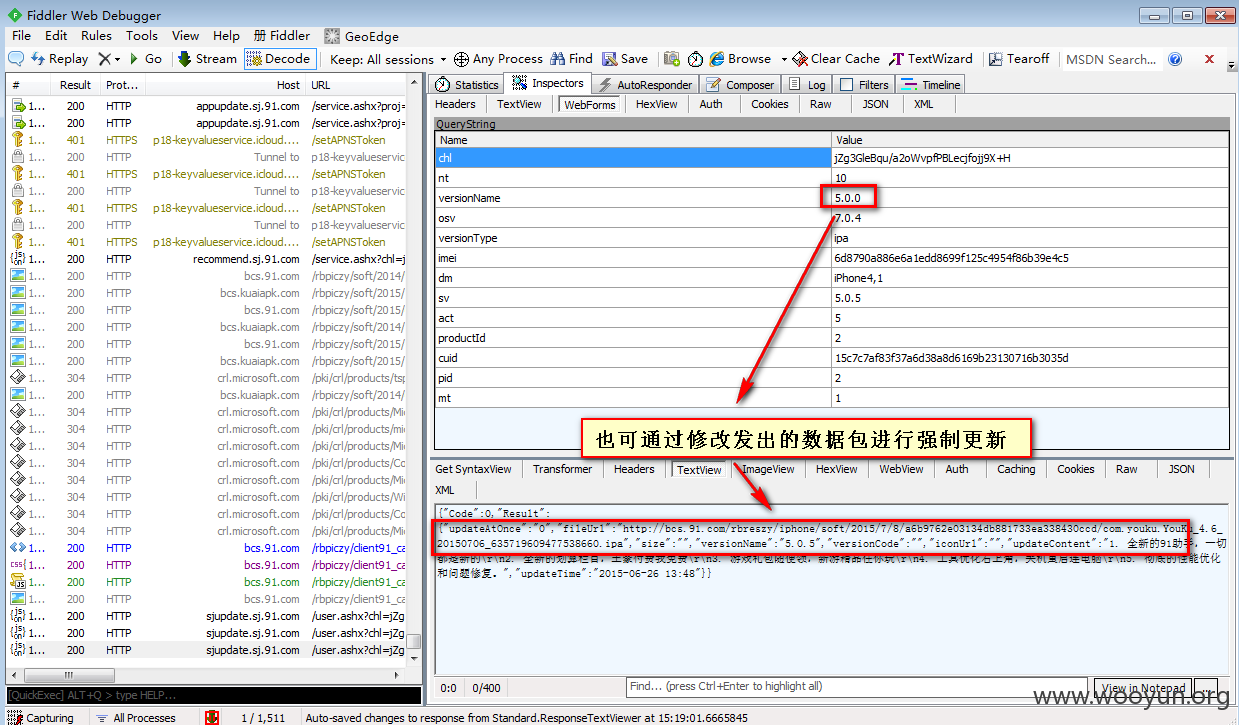 Fiddler Web Debugger
File Edit Rules Tools View Help 册 Fiddler GeoEdge
Replay Go Stream Decode Keep: All sessions Any Process Find Save Browse Clear Cache TextWizard Tearoff MSDN Search...
# Result Prot... Host URL
1... 200 HTTP appupdate.sj.91.com /service.ashx?proj=
1... 200 HTTP appupdate.sj.91.com /service.ashx?proj=
1... 401 HTTPS p18-keyvalueservice.icloud.... /setAPNSToken
1... 200 HTTP Tunnel to p18-keyvalueservice.icloud....
1... 401 HTTPS p18-keyvalueservice.icloud.... /setAPNSToken
1... 200 HTTP Tunnel to p18-keyvalueservice.icloud....
1... 401 HTTPS p18-keyvalueservice.icloud.... /setAPNSToken
1... 200 HTTP Tunnel to p18-keyvalueservice.icloud....
1... 401 HTTPS p18-keyvalueservice.icloud.... /setAPNSToken
1... 200 HTTP recommend.sj.91.com /service.ashx?chl=j
1... 200 HTTP bcs.91.com /rbpiczy/soft/2014/
1... 200 HTTP bcs.kuaiapk.com /rbpiczy/soft/2015/
1... 200 HTTP bcs.91.com /rbpiczy/soft/2015/
1... 200 HTTP bcs.kuaiapk.com /rbpiczy/soft/2014/
1... 200 HTTP bcs.91.com /rbpiczy/soft/2015/
1... 200 HTTP bcs.kuaiapk.com /rbpiczy/soft/2015/
1... 304 HTTP crl.microsoft.com /pki/crl/products/tsp
1... 200 HTTP bcs.kuaiapk.com /rbpiczy/soft/2014/
1... 304 HTTP crl.microsoft.com /pki/crl/products/Mi
1... 304 HTTP crl.microsoft.com /pki/crl/products/Mi
1... 304 HTTP crl.microsoft.com /pki/crl/products/Mi
1... 304 HTTP crl.microsoft.com /pki/crl/products/Co
1... 304 HTTP crl.microsoft.com /pki/crl/products/Mi
1... 304 HTTP crl.microsoft.com /pki/crl/products/Wi
1... 304 HTTP crl.microsoft.com /pki/crl/products/Co
1... 304 HTTP crl.microsoft.com /pki/crl/products/Mi
1... 200 HTTP bcs.91.com /rbpiczy/client91_ca
1... 200 HTTP bcs.91.com /rbpiczy/client91_ca
1... 200 HTTP bcs.91.com /rbpiczy/client91_ca
1... 200 HTTP bcs.91.com /rbpiczy/client91_ca
1... 200 HTTP sjupdate.sj.91.com /user.ashx?chl=jZg
1... 200 HTTP sjupdate.sj.91.com /user.ashx?chl=jZg
1... 200 HTTP sjupdate.sj.91.com /user.ashx?chl=jZg
[QuickExec] ALT+Q > type HELP...
Capturing All Processes 1 / 1,511 Auto-saved changes to response from Standard.ResponseTextViewer at 15:19:01.6665845
Statistics Inspectors AutoResponder Composer Log Filters Timeline
Headers TextView WebForms HexView Auth Cookies Raw JSON XML
QueryString
Name Value
chl jZg3GleBqu/a2oWvpfPBLecjfojj9X+H
nt 10
versionName 5.0.0
osv 7.0.4
versionType ipa
imei 6d8790a886e6a1edd8699f125c4954f86b39e4c5
dm iPhone4,1
sv 5.0.5
act 5
productId 2
cuid 15c7c7af83f37a6d38a8d6169b23130716b3035d
pid 2
mt 1
也可通过修改发出的数据包进行强制更新
Get SyntaxView Transformer Headers TextView ImageView HexView WebView Auth Caching Cookies Raw JSON
XML
{"Code":0,"Result":
{"updateAtOnce":"0","fileUrl":"http://bcs.91.com/rbreszy/iphone/soft/2015/7/8/a6b9762e03134db881733ea338430ccd/com.youku.YouKu_4.6_
20150706_635719609477538660.ipa","size":"","versionName":"5.0.5","versionCode":"","iconUrl":"","updateContent":"1. 全新的91助手，一切
都是新的\r\n2. 全新的划算栏目，土豪付费我免费\r\n3. 游戏礼包随便领，新游精品任你玩\r\n4. 工具优化石上角，关机重启连电脑\r\n5. 彻底的性能优化
和问题修复。","updateTime":"2015-06-26 13:48"}}
0:0 0/400 Find... (press Ctrl+Enter to highlight all) View in Notepad ...
www.wooyun.org